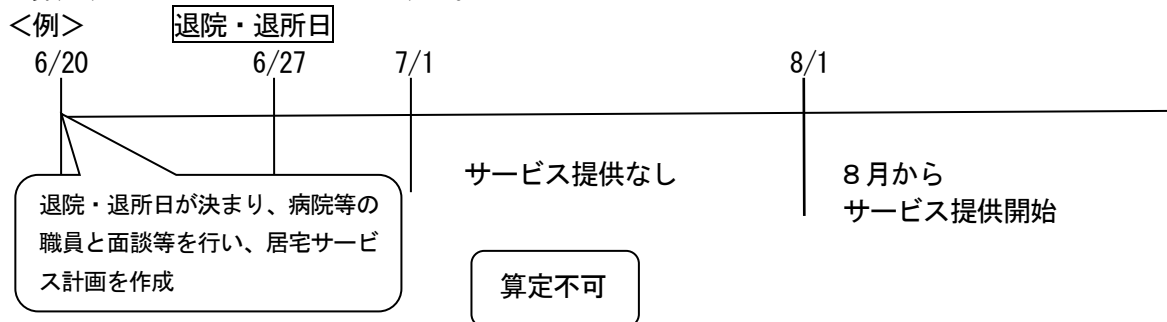 ＜例＞
退院・退所日
6/20
6/27
7/1
8/1
サービス提供なし
８月から
サービス提供開始
退院・退所日が決まり、病院等の
職員と面談等を行い、居宅サービ
ス計画を作成
算定不可